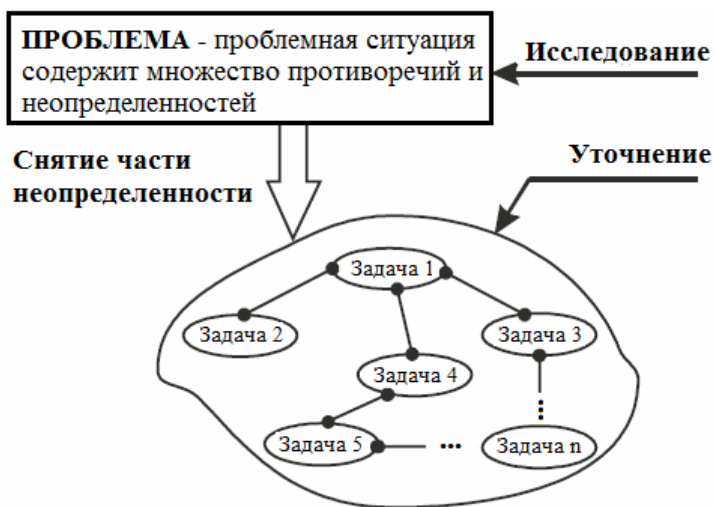 ПРОБЛЕМА - проблемная ситуация
содержит множество противоречий и
неопределенностей
Исследование
Снятие части
неопределенности
Уточнение
Задача 1
Задача 2
Задача 3
Задача 4
...
Задача 5
...
Задача n